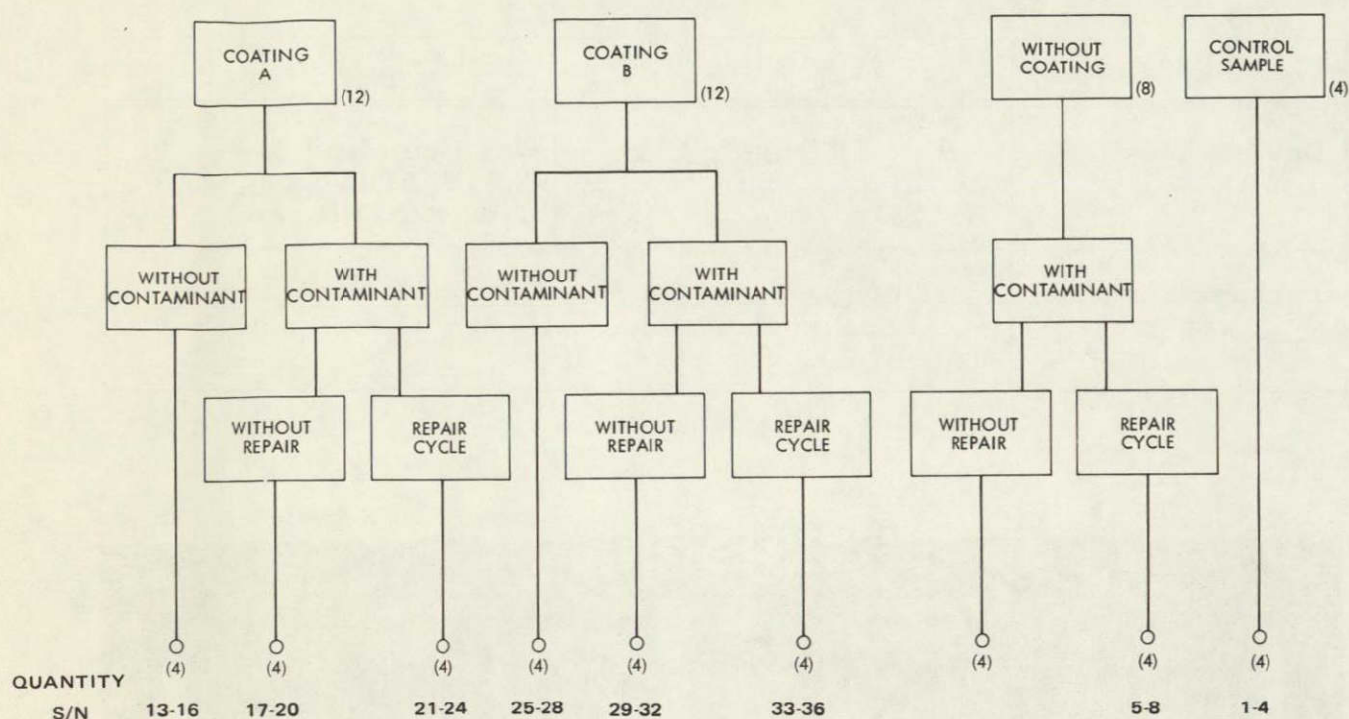 COATING
A
(12)
COATING
B
(12)
WITHOUT
COATING
(8)
CONTROL
SAMPLE
(4)
WITHOUT
CONTAMINANT
WITH
CONTAMINANT
WITHOUT
CONTAMINANT
WITH
CONTAMINANT
WITH
CONTAMINANT
WITHOUT
REPAIR
REPAIR
CYCLE
WITHOUT
REPAIR
REPAIR
CYCLE
WITHOUT
REPAIR
REPAIR
CYCLE
QUANTITY (4) (4) (4) (4) (4) (4) (4) (4) (4)
S/N 13-16 17-20 21-24 25-28 29-32 33-36 5-8 1-4